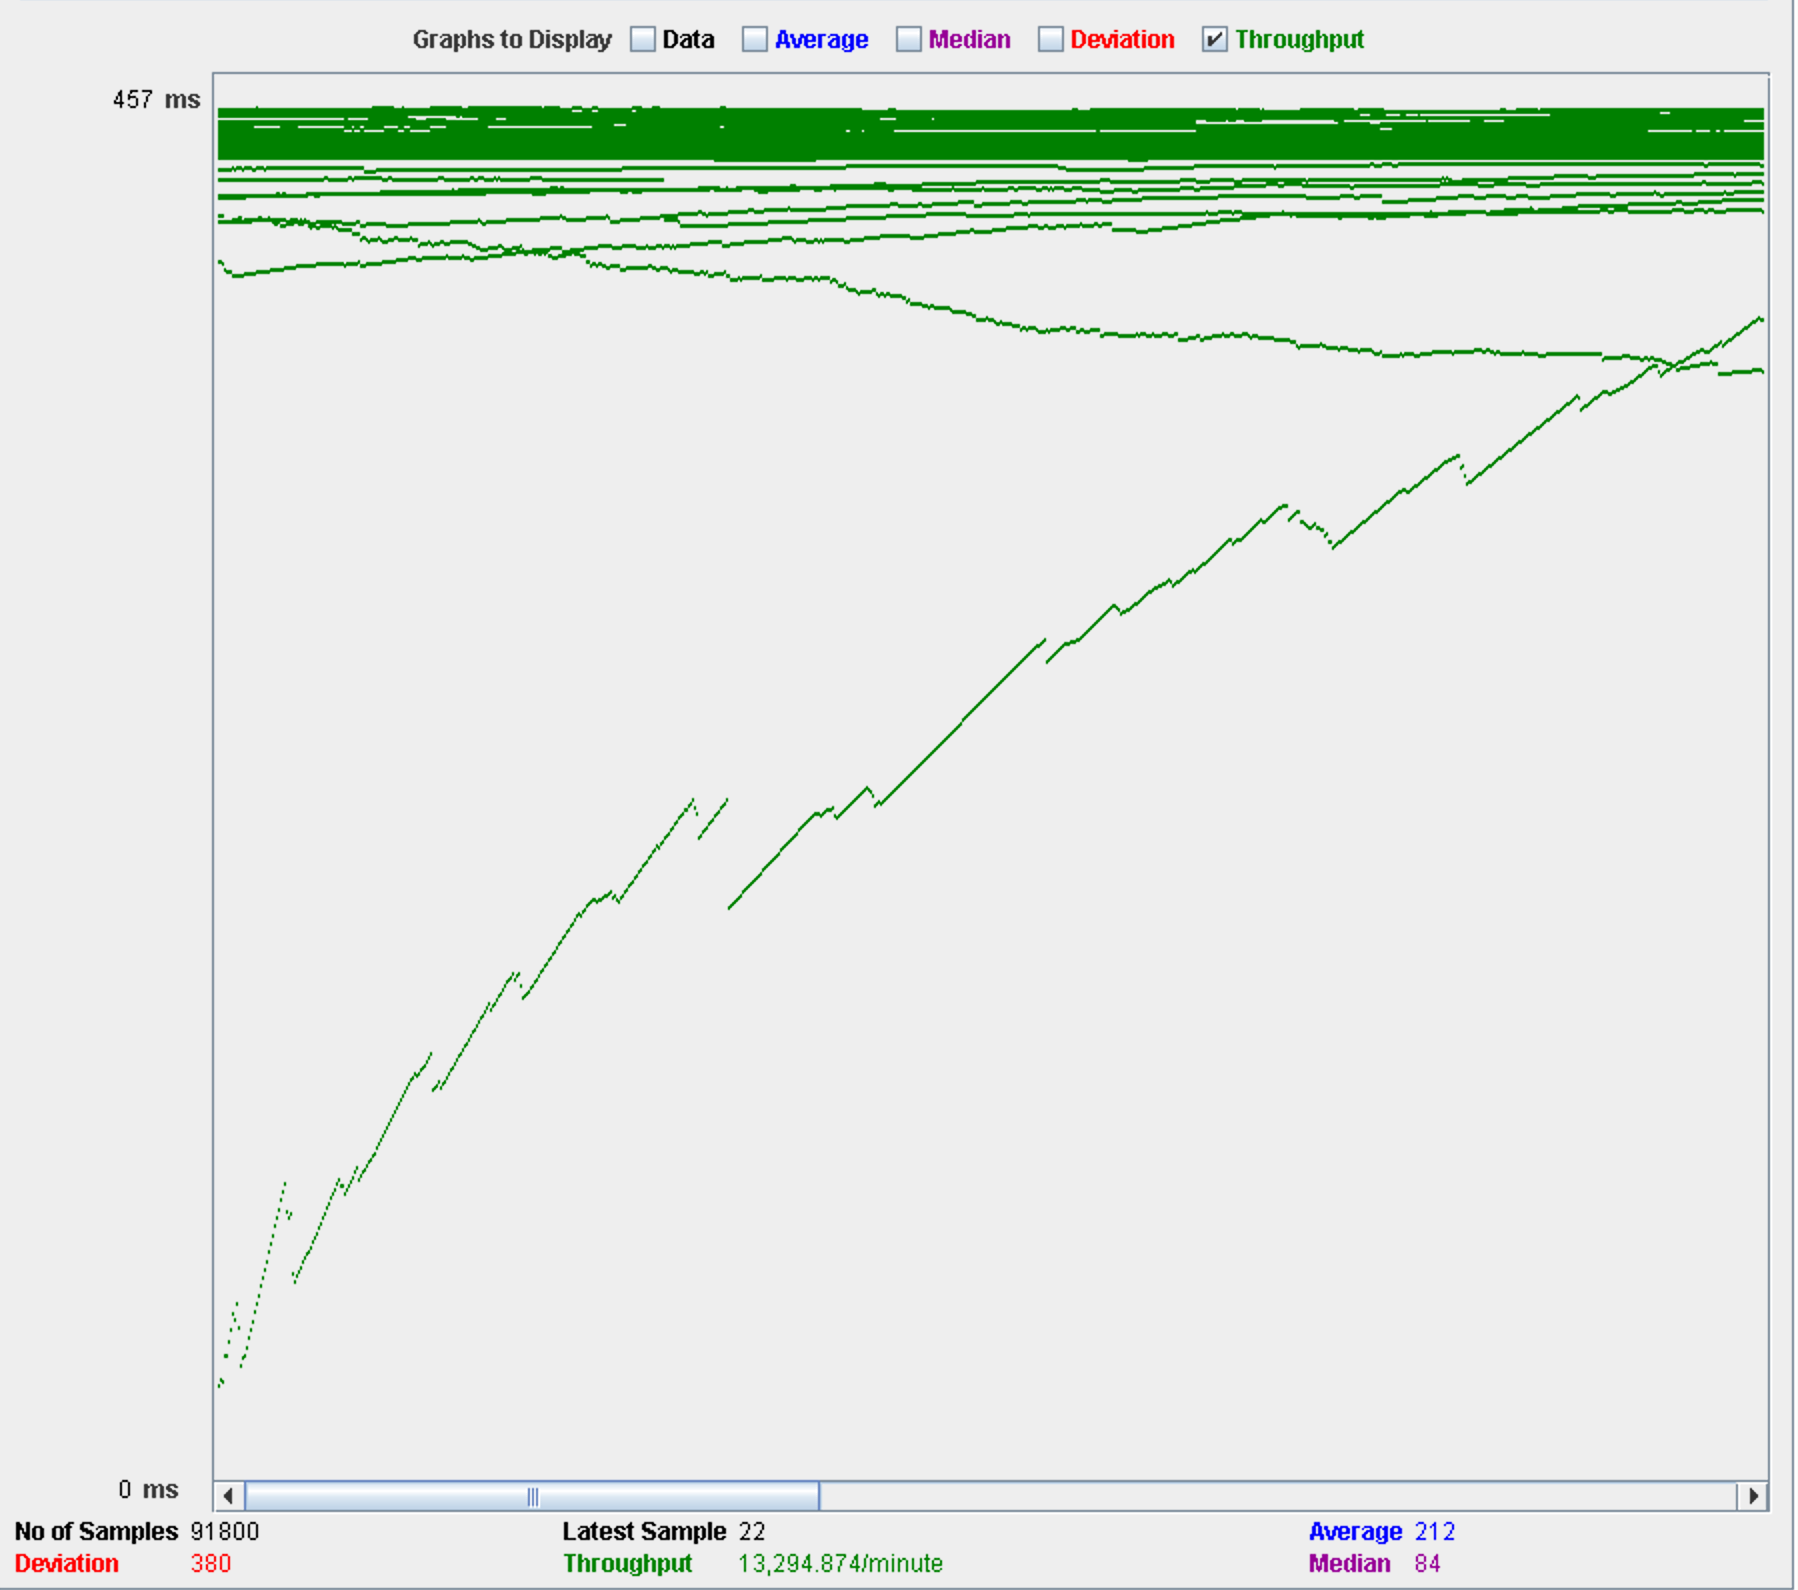 Graphs to Display Data Average Median Deviation Throughput
457 ms
0 ms
No of Samples 91800 Latest Sample 22 Average 212
Deviation 380 Throughput 13,294.874/minute Median 84